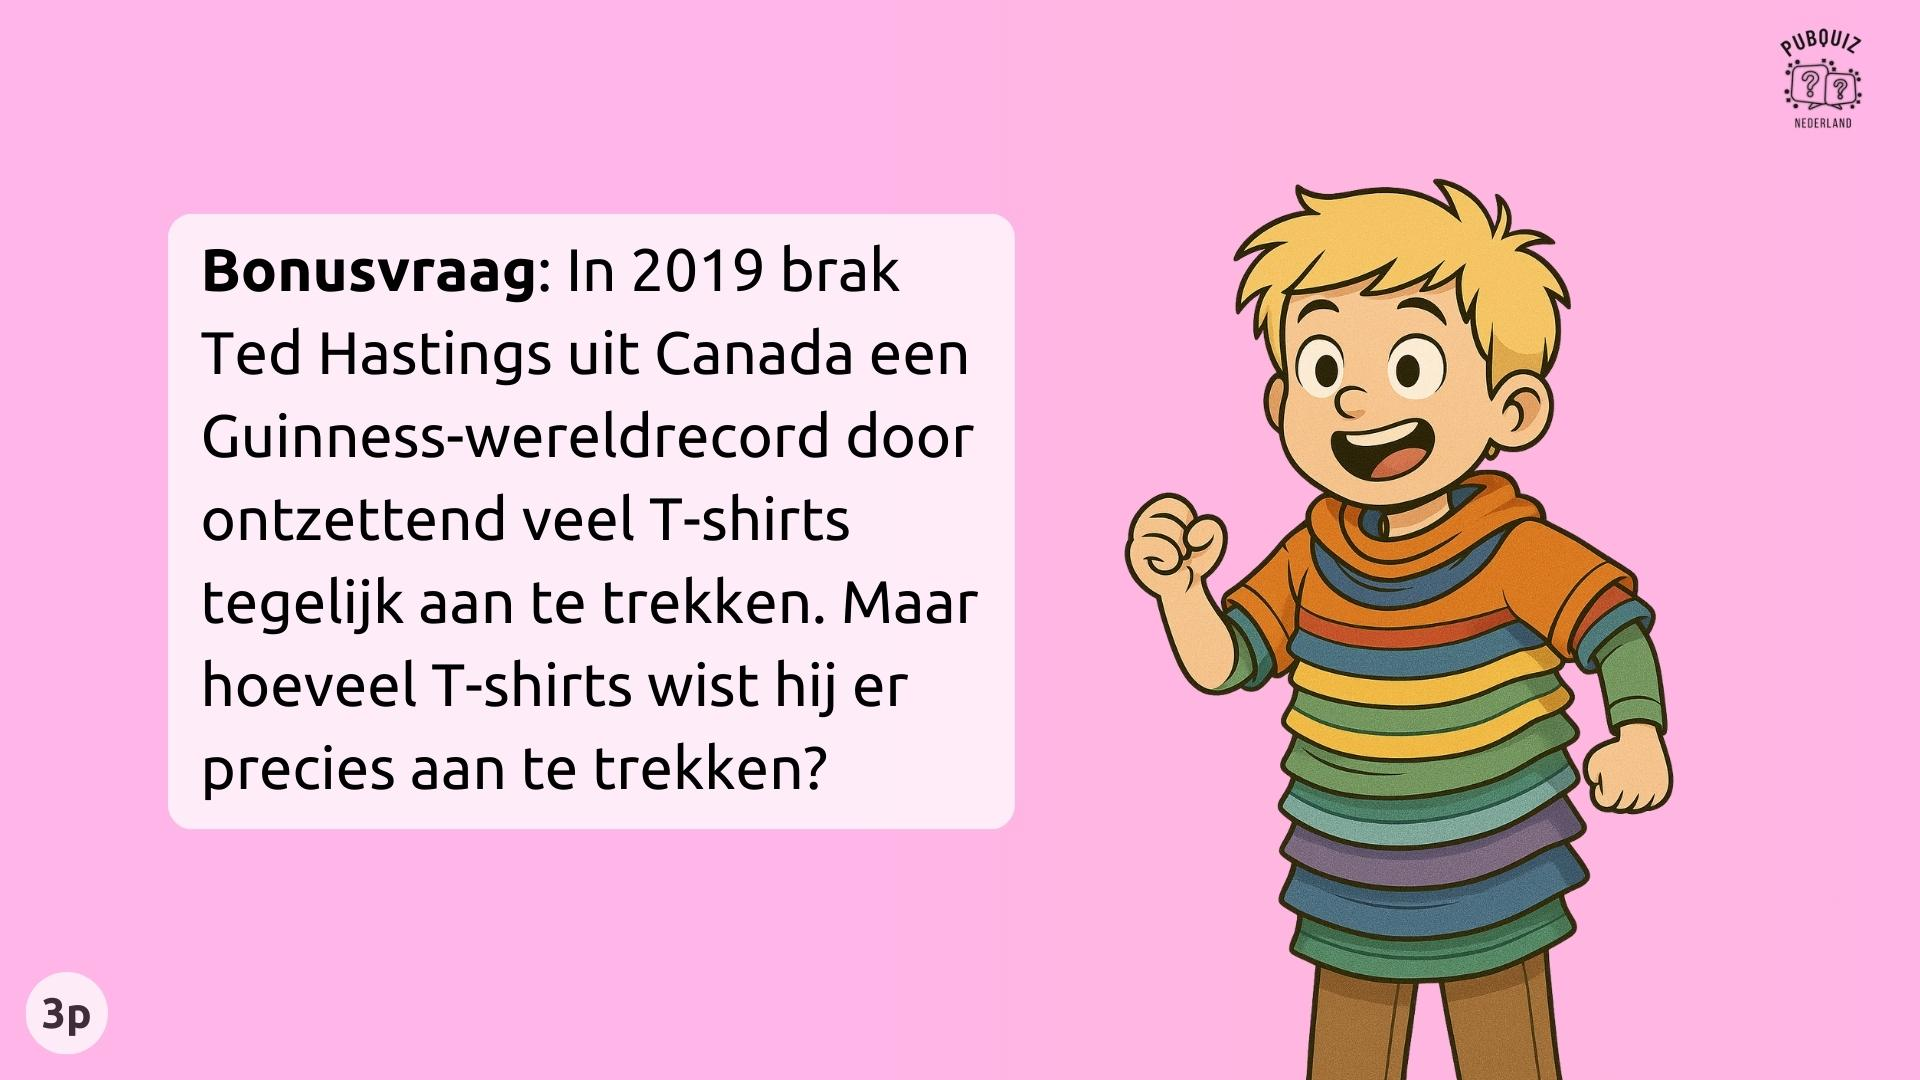 PUBQUIZ
? ?
NEDERLAND
Bonusvraag: In 2019 brak
Ted Hastings uit Canada een
Guinness-wereldrecord door
ontzettend veel T-shirts
tegelijk aan te trekken. Maar
hoeveel T-shirts wist hij er
precies aan te trekken?
3p